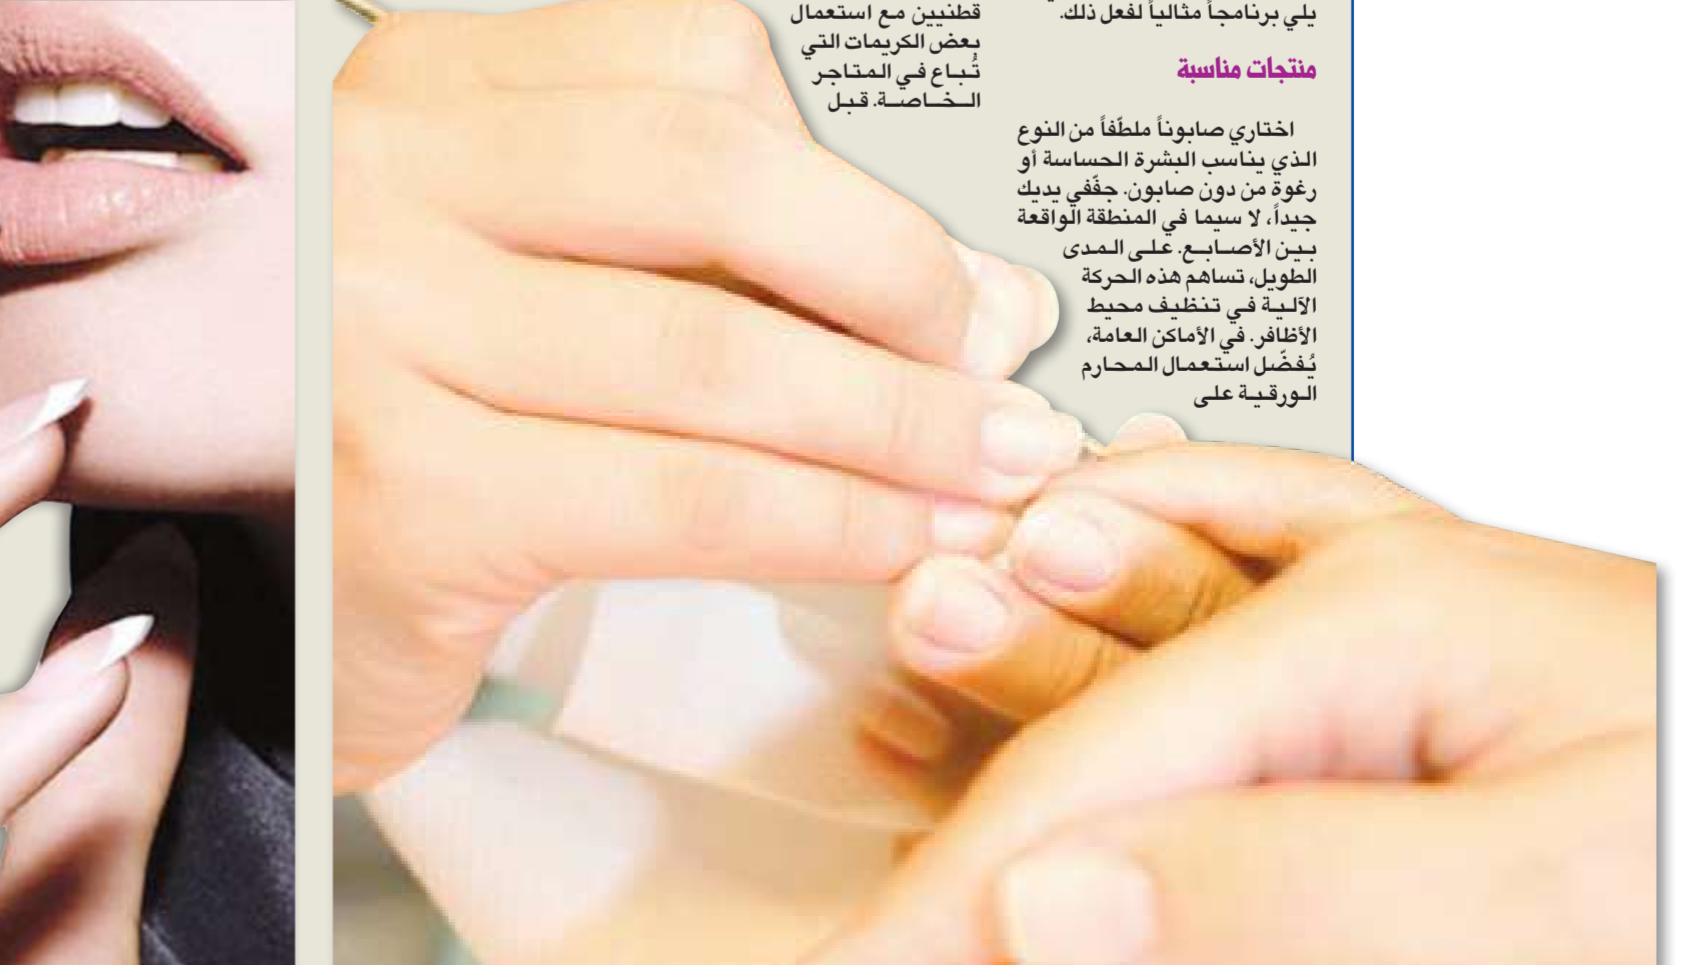 يلي برنامجاً مثالياً لفعل ذلك.
منتجات مناسبة
اختاري صابوناً ملطّفاً من النوع
الذي يناسب البشرة الحساسة أو
رغوة من دون صابون. جفّفي يديك
جيداً، لا سيما في المنطقة الواقعة
بين الأصابع. على المدى
الطويل، تساهم هذه الحركة
الآلية في تنظيف محيط
الأظافر. في الأماكن العامة،
يُفضّل استعمال المحارم
الورقية على
قطنيين مع استعمال
بعض الكريمات التي
تُباع في المتاجر
الخاصة. قبل